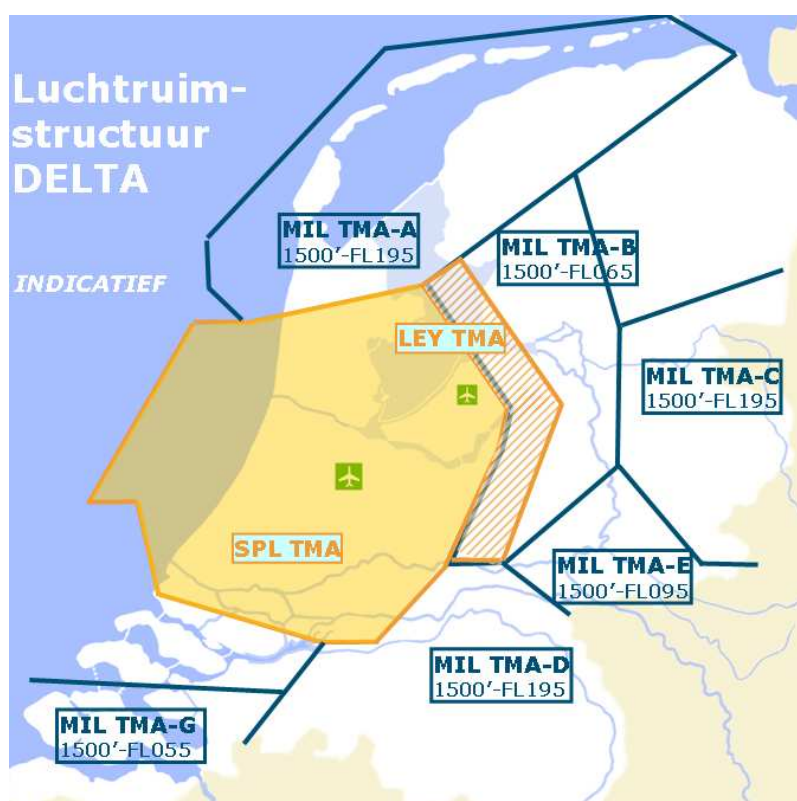 Luchtruim-
structuur
DELTA
INDICATIEF
MIL TMA-A
1500'-FL195
MIL TMA-B
1500'-FL065
LEY TMA
MIL TMA-C
1500'-FL195
SPL TMA
MIL TMA-E
1500'-FL095
MIL TMA-D
1500'-FL195
MIL TMA-G
1500'-FL055